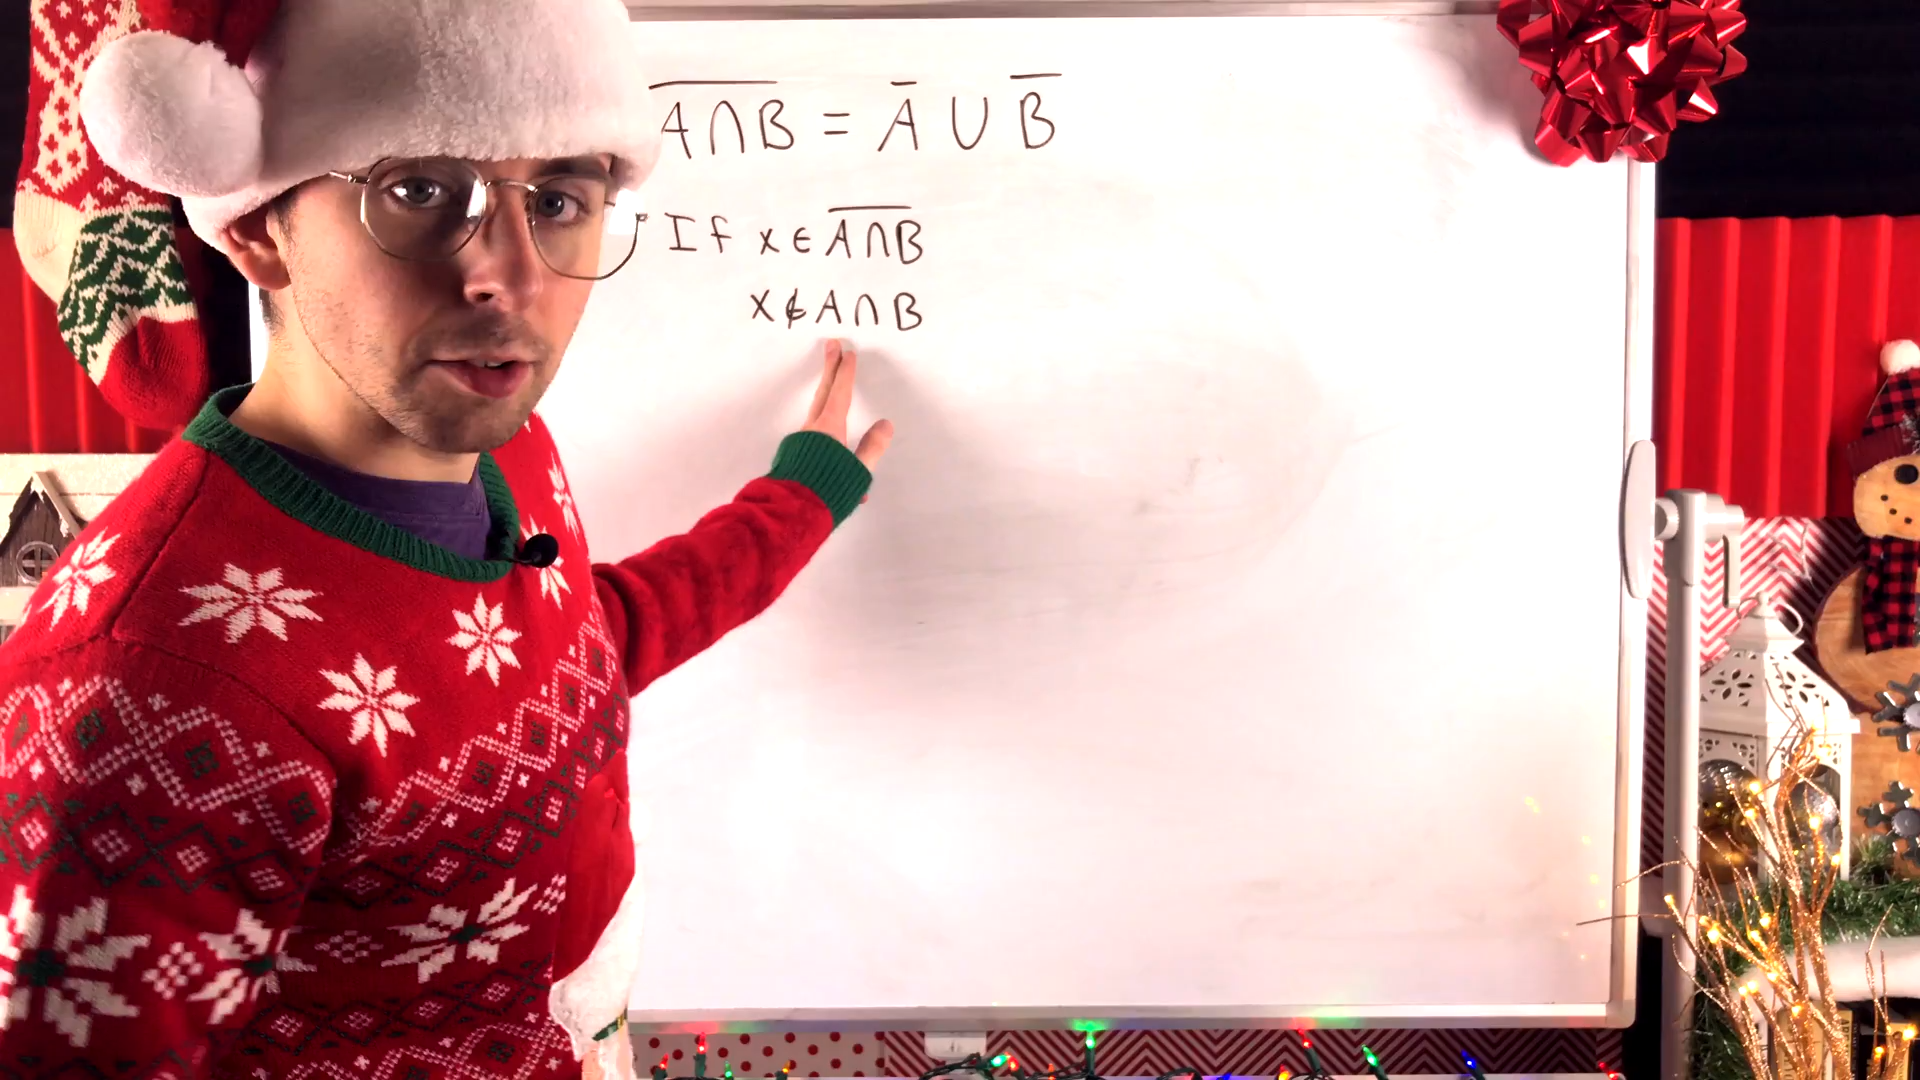 A̅∩̅B̅ = A̅ ∪ B̅
If x ∈ A̅∩̅B̅
x ∉ A ∩ B